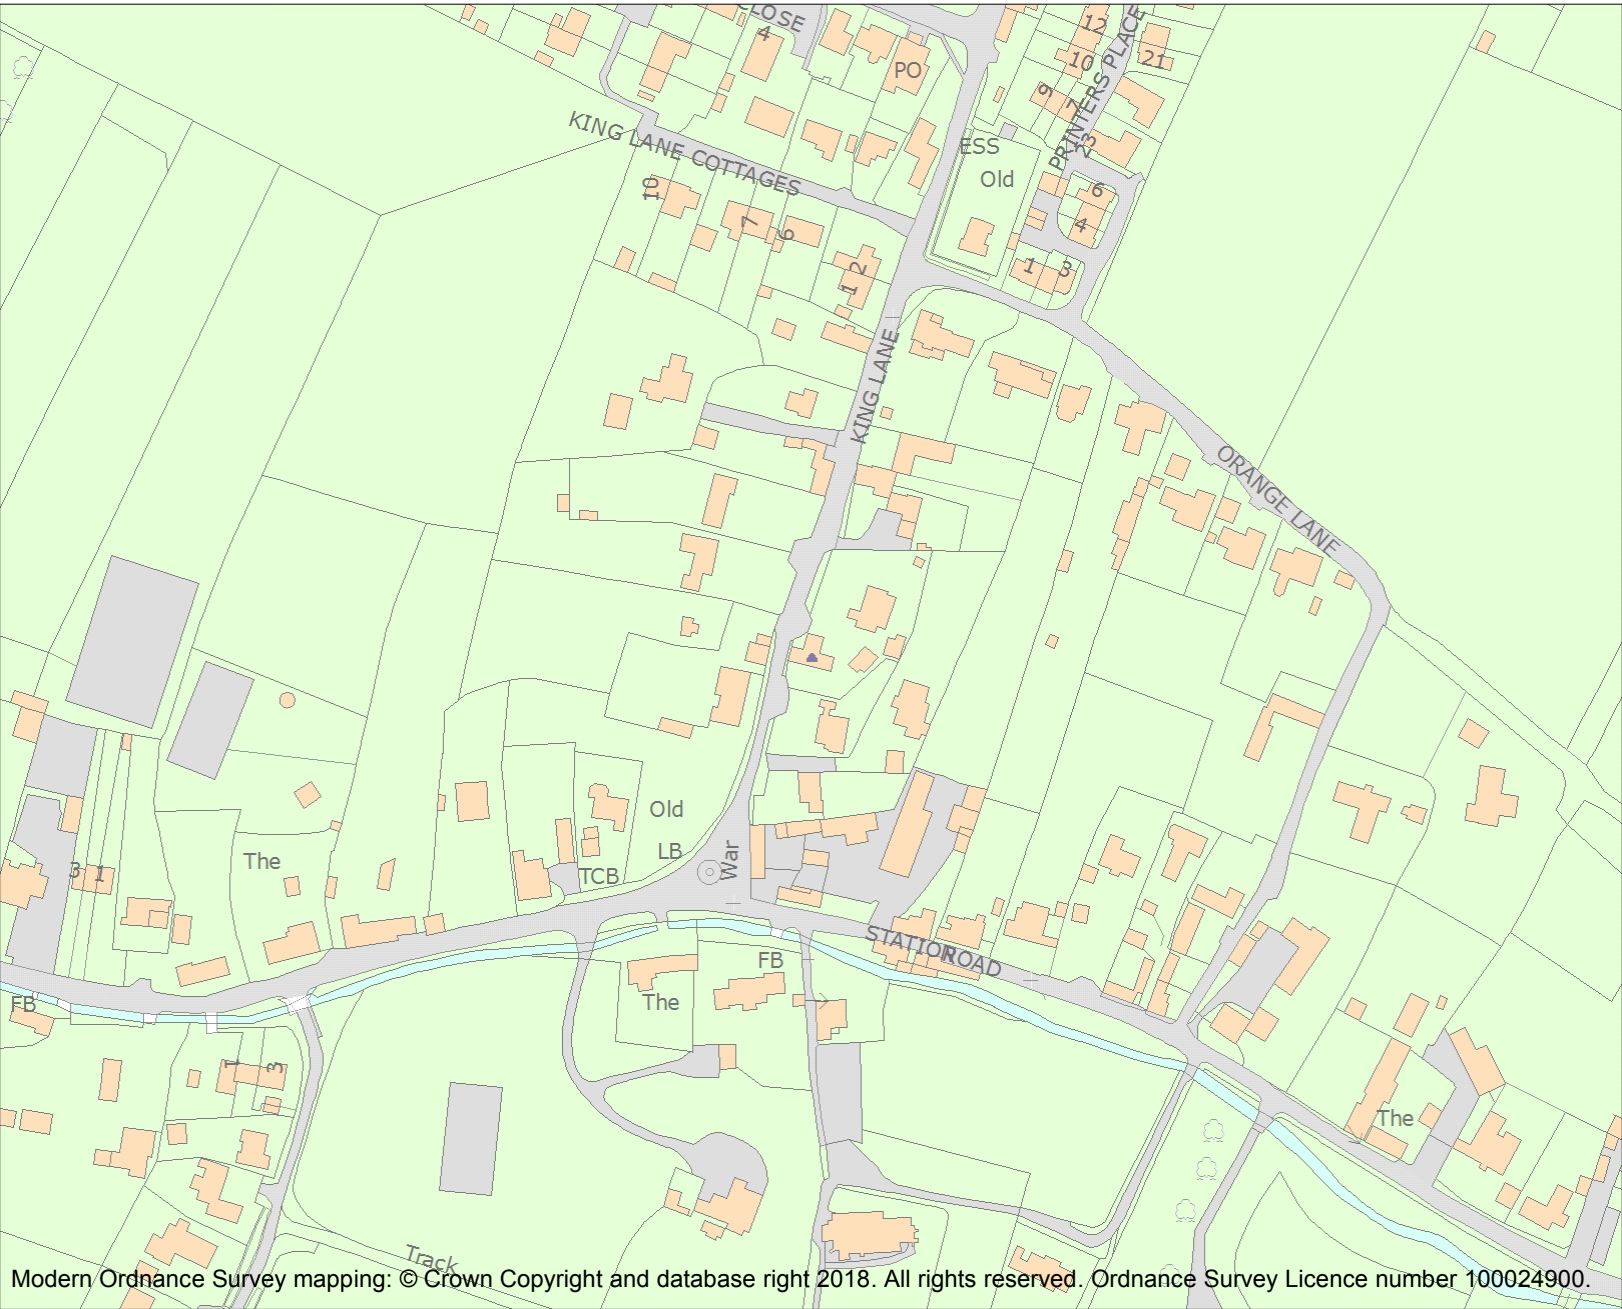 CLOSE
4
PO
12
10
21
9
7
PRINTERS PLACE
23
KING LANE COTTAGES
ESS
Old
10
7
6
6
4
2
1
1
3
KING LANE
ORANGE LANE
Old
LB
War
The
TCB
3
1
STATION ROAD
FB
The
FB
1
3
The
Track
Modern Ordnance Survey mapping: © Crown Copyright and database right 2018. All rights reserved. Ordnance Survey Licence number 100024900.